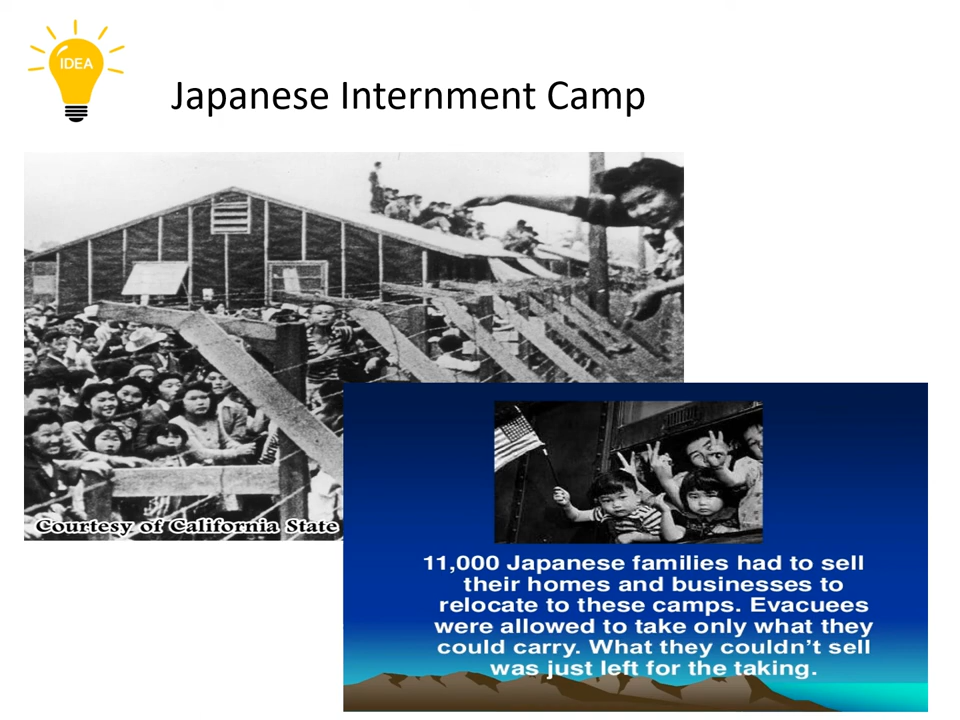 IDEA
Japanese Internment Camp
Courtesy of California State
11,000 Japanese families had to sell
their homes and businesses to
relocate to these camps. Evacuees
were allowed to take only what they
could carry. What they couldn't sell
was just left for the taking.